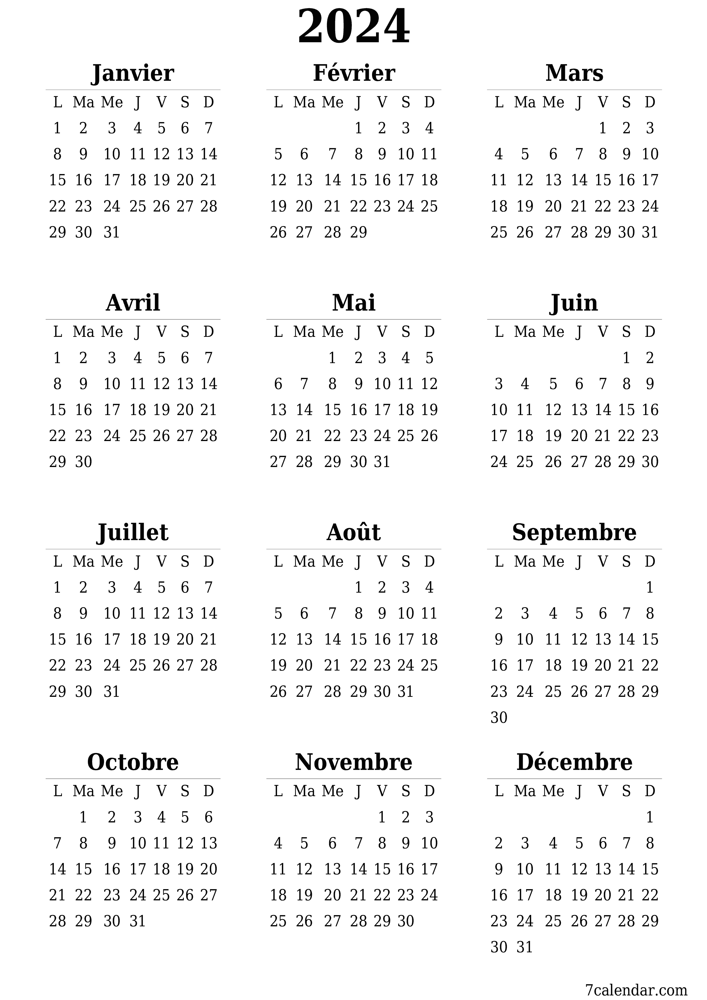 2024
Janvier Février Mars
L Ma Me J V S D L Ma Me J V S D L Ma Me J V S D
1 2 3 4 5 6 7 1 2 3 4 1 2 3
8 9 10 11 12 13 14 5 6 7 8 9 10 11 4 5 6 7 8 9 10
15 16 17 18 19 20 21 12 13 14 15 16 17 18 11 12 13 14 15 16 17
22 23 24 25 26 27 28 19 20 21 22 23 24 25 18 19 20 21 22 23 24
29 30 31 26 27 28 29 25 26 27 28 29 30 31
Avril Mai Juin
L Ma Me J V S D L Ma Me J V S D L Ma Me J V S D
1 2 3 4 5 6 7 1 2 3 4 5 1 2
8 9 10 11 12 13 14 6 7 8 9 10 11 12 3 4 5 6 7 8 9
15 16 17 18 19 20 21 13 14 15 16 17 18 19 10 11 12 13 14 15 16
22 23 24 25 26 27 28 20 21 22 23 24 25 26 17 18 19 20 21 22 23
29 30 27 28 29 30 31 24 25 26 27 28 29 30
Juillet Août Septembre
L Ma Me J V S D L Ma Me J V S D L Ma Me J V S D
1 2 3 4 5 6 7 1 2 3 4 1
8 9 10 11 12 13 14 5 6 7 8 9 10 11 2 3 4 5 6 7 8
15 16 17 18 19 20 21 12 13 14 15 16 17 18 9 10 11 12 13 14 15
22 23 24 25 26 27 28 19 20 21 22 23 24 25 16 17 18 19 20 21 22
29 30 31 26 27 28 29 30 31 23 24 25 26 27 28 29
30
Octobre Novembre Décembre
L Ma Me J V S D L Ma Me J V S D L Ma Me J V S D
1 2 3 4 5 6 1 2 3 1
7 8 9 10 11 12 13 4 5 6 7 8 9 10 2 3 4 5 6 7 8
14 15 16 17 18 19 20 11 12 13 14 15 16 17 9 10 11 12 13 14 15
21 22 23 24 25 26 27 18 19 20 21 22 23 24 16 17 18 19 20 21 22
28 29 30 31 25 26 27 28 29 30 23 24 25 26 27 28 29
30 31
7calendar.com